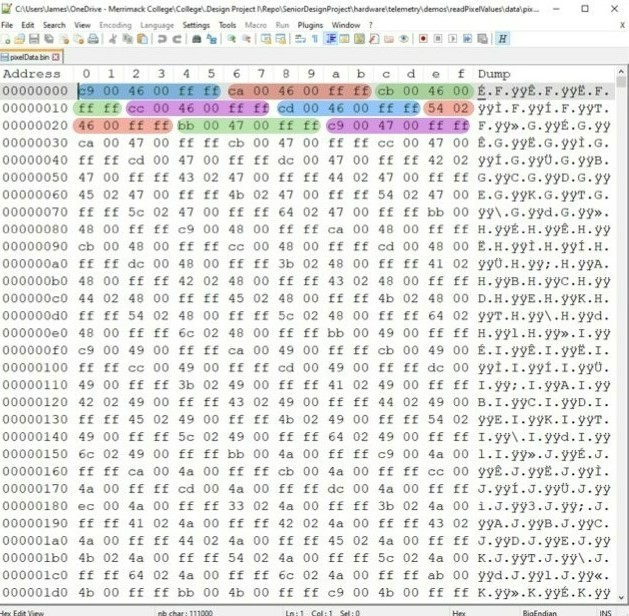 C:\Users\James\OneDrive - Merrimack College\College\.Design Project I\Repo\SeniorDesignProject\hardware\telemetry\demos\readPixelValues\data\pix...
File Edit Search View Encoding Language Settings Tools Macro Run Plugins Window ?
pixelData.bin
Address 0 1 2 3 4 5 6 7 8 9 a b c d e f Dump
00000000 c9 00 46 00 ff ff ca 00 46 00 ff ff cb 00 46 00 É.F.ÿÿÊ.F.ÿÿË.F.
00000010 ff ff cc 00 46 00 ff ff cd 00 46 00 ff ff 54 02 ÿÿÌ.F.ÿÿÍ.F.ÿÿT.
00000020 46 00 ff ff bb 00 47 00 ff ff c9 00 47 00 ff ff F.ÿÿ».G.ÿÿÉ.G.ÿÿ
00000030 ca 00 47 00 ff ff cb 00 47 00 ff ff cc 00 47 00 Ê.G.ÿÿË.G.ÿÿÌ.G.
00000040 ff ff cd 00 47 00 ff ff dc 00 47 00 ff ff 42 02 ÿÿÍ.G.ÿÿÜ.G.ÿÿB.
00000050 47 00 ff ff 43 02 47 00 ff ff 44 02 47 00 ff ff G.ÿÿC.G.ÿÿD.G.ÿÿ
00000060 45 02 47 00 ff ff 4b 02 47 00 ff ff 54 02 47 00 E.G.ÿÿK.G.ÿÿT.G.
00000070 ff ff 5c 02 47 00 ff ff 64 02 47 00 ff ff bb 00 ÿÿ\.G.ÿÿd.G.ÿÿ».
00000080 48 00 ff ff c9 00 48 00 ff ff ca 00 48 00 ff ff H.ÿÿÉ.H.ÿÿÊ.H.ÿÿ
00000090 cb 00 48 00 ff ff cc 00 48 00 ff ff cd 00 48 00 Ë.H.ÿÿÌ.H.ÿÿÍ.H.
000000a0 ff ff dc 00 48 00 ff ff 3b 02 48 00 ff ff 41 02 ÿÿÜ.H.ÿÿ;.H.ÿÿA.
000000b0 48 00 ff ff 42 02 48 00 ff ff 43 02 48 00 ff ff H.ÿÿB.H.ÿÿC.H.ÿÿ
000000c0 44 02 48 00 ff ff 45 02 48 00 ff ff 4b 02 48 00 D.H.ÿÿE.H.ÿÿK.H.
000000d0 ff ff 54 02 48 00 ff ff 5c 02 48 00 ff ff 64 02 ÿÿT.H.ÿÿ\.H.ÿÿd.
000000e0 48 00 ff ff 6c 02 48 00 ff ff bb 00 49 00 ff ff H.ÿÿl.H.ÿÿ».I.ÿÿ
000000f0 c9 00 49 00 ff ff ca 00 49 00 ff ff cb 00 49 00 É.I.ÿÿÊ.I.ÿÿË.I.
00000100 ff ff cc 00 49 00 ff ff cd 00 49 00 ff ff dc 00 ÿÿÌ.I.ÿÿÍ.I.ÿÿÜ.
00000110 49 00 ff ff 3b 02 49 00 ff ff 41 02 49 00 ff ff I.ÿÿ;.I.ÿÿA.I.ÿÿ
00000120 42 02 49 00 ff ff 43 02 49 00 ff ff 44 02 49 00 B.I.ÿÿC.I.ÿÿD.I.
00000130 ff ff 45 02 49 00 ff ff 4b 02 49 00 ff ff 54 02 ÿÿE.I.ÿÿK.I.ÿÿT.
00000140 49 00 ff ff 5c 02 49 00 ff ff 64 02 49 00 ff ff I.ÿÿ\.I.ÿÿd.I.ÿÿ
00000150 6c 02 49 00 ff ff bb 00 4a 00 ff ff c9 00 4a 00 l.I.ÿÿ».J.ÿÿÉ.J.
00000160 ff ff ca 00 4a 00 ff ff cb 00 4a 00 ff ff cc 00 ÿÿÊ.J.ÿÿË.J.ÿÿÌ.
00000170 4a 00 ff ff cd 00 4a 00 ff ff dc 00 4a 00 ff ff J.ÿÿÍ.J.ÿÿÜ.J.ÿÿ
00000180 ec 00 4a 00 ff ff 33 02 4a 00 ff ff 3b 02 4a 00 ì.J.ÿÿ3.J.ÿÿ;.J.
00000190 ff ff 41 02 4a 00 ff ff 42 02 4a 00 ff ff 43 02 ÿÿA.J.ÿÿB.J.ÿÿC.
000001a0 4a 00 ff ff 44 02 4a 00 ff ff 45 02 4a 00 ff ff J.ÿÿD.J.ÿÿE.J.ÿÿ
000001b0 4b 02 4a 00 ff ff 54 02 4a 00 ff ff 5c 02 4a 00 K.J.ÿÿT.J.ÿÿ\.J.
000001c0 ff ff 64 02 4a 00 ff ff 6c 02 4a 00 ff ff ab 00 ÿÿd.J.ÿÿl.J.ÿÿ«.
000001d0 4b 00 ff ff bb 00 4b 00 ff ff c9 00 4b 00 ff ff K.ÿÿ».K.ÿÿÉ.K.ÿÿ
Hex Edit View nb char : 111000 Ln : 1 Col : 1 Sel : 0 Hex BigEndian INS